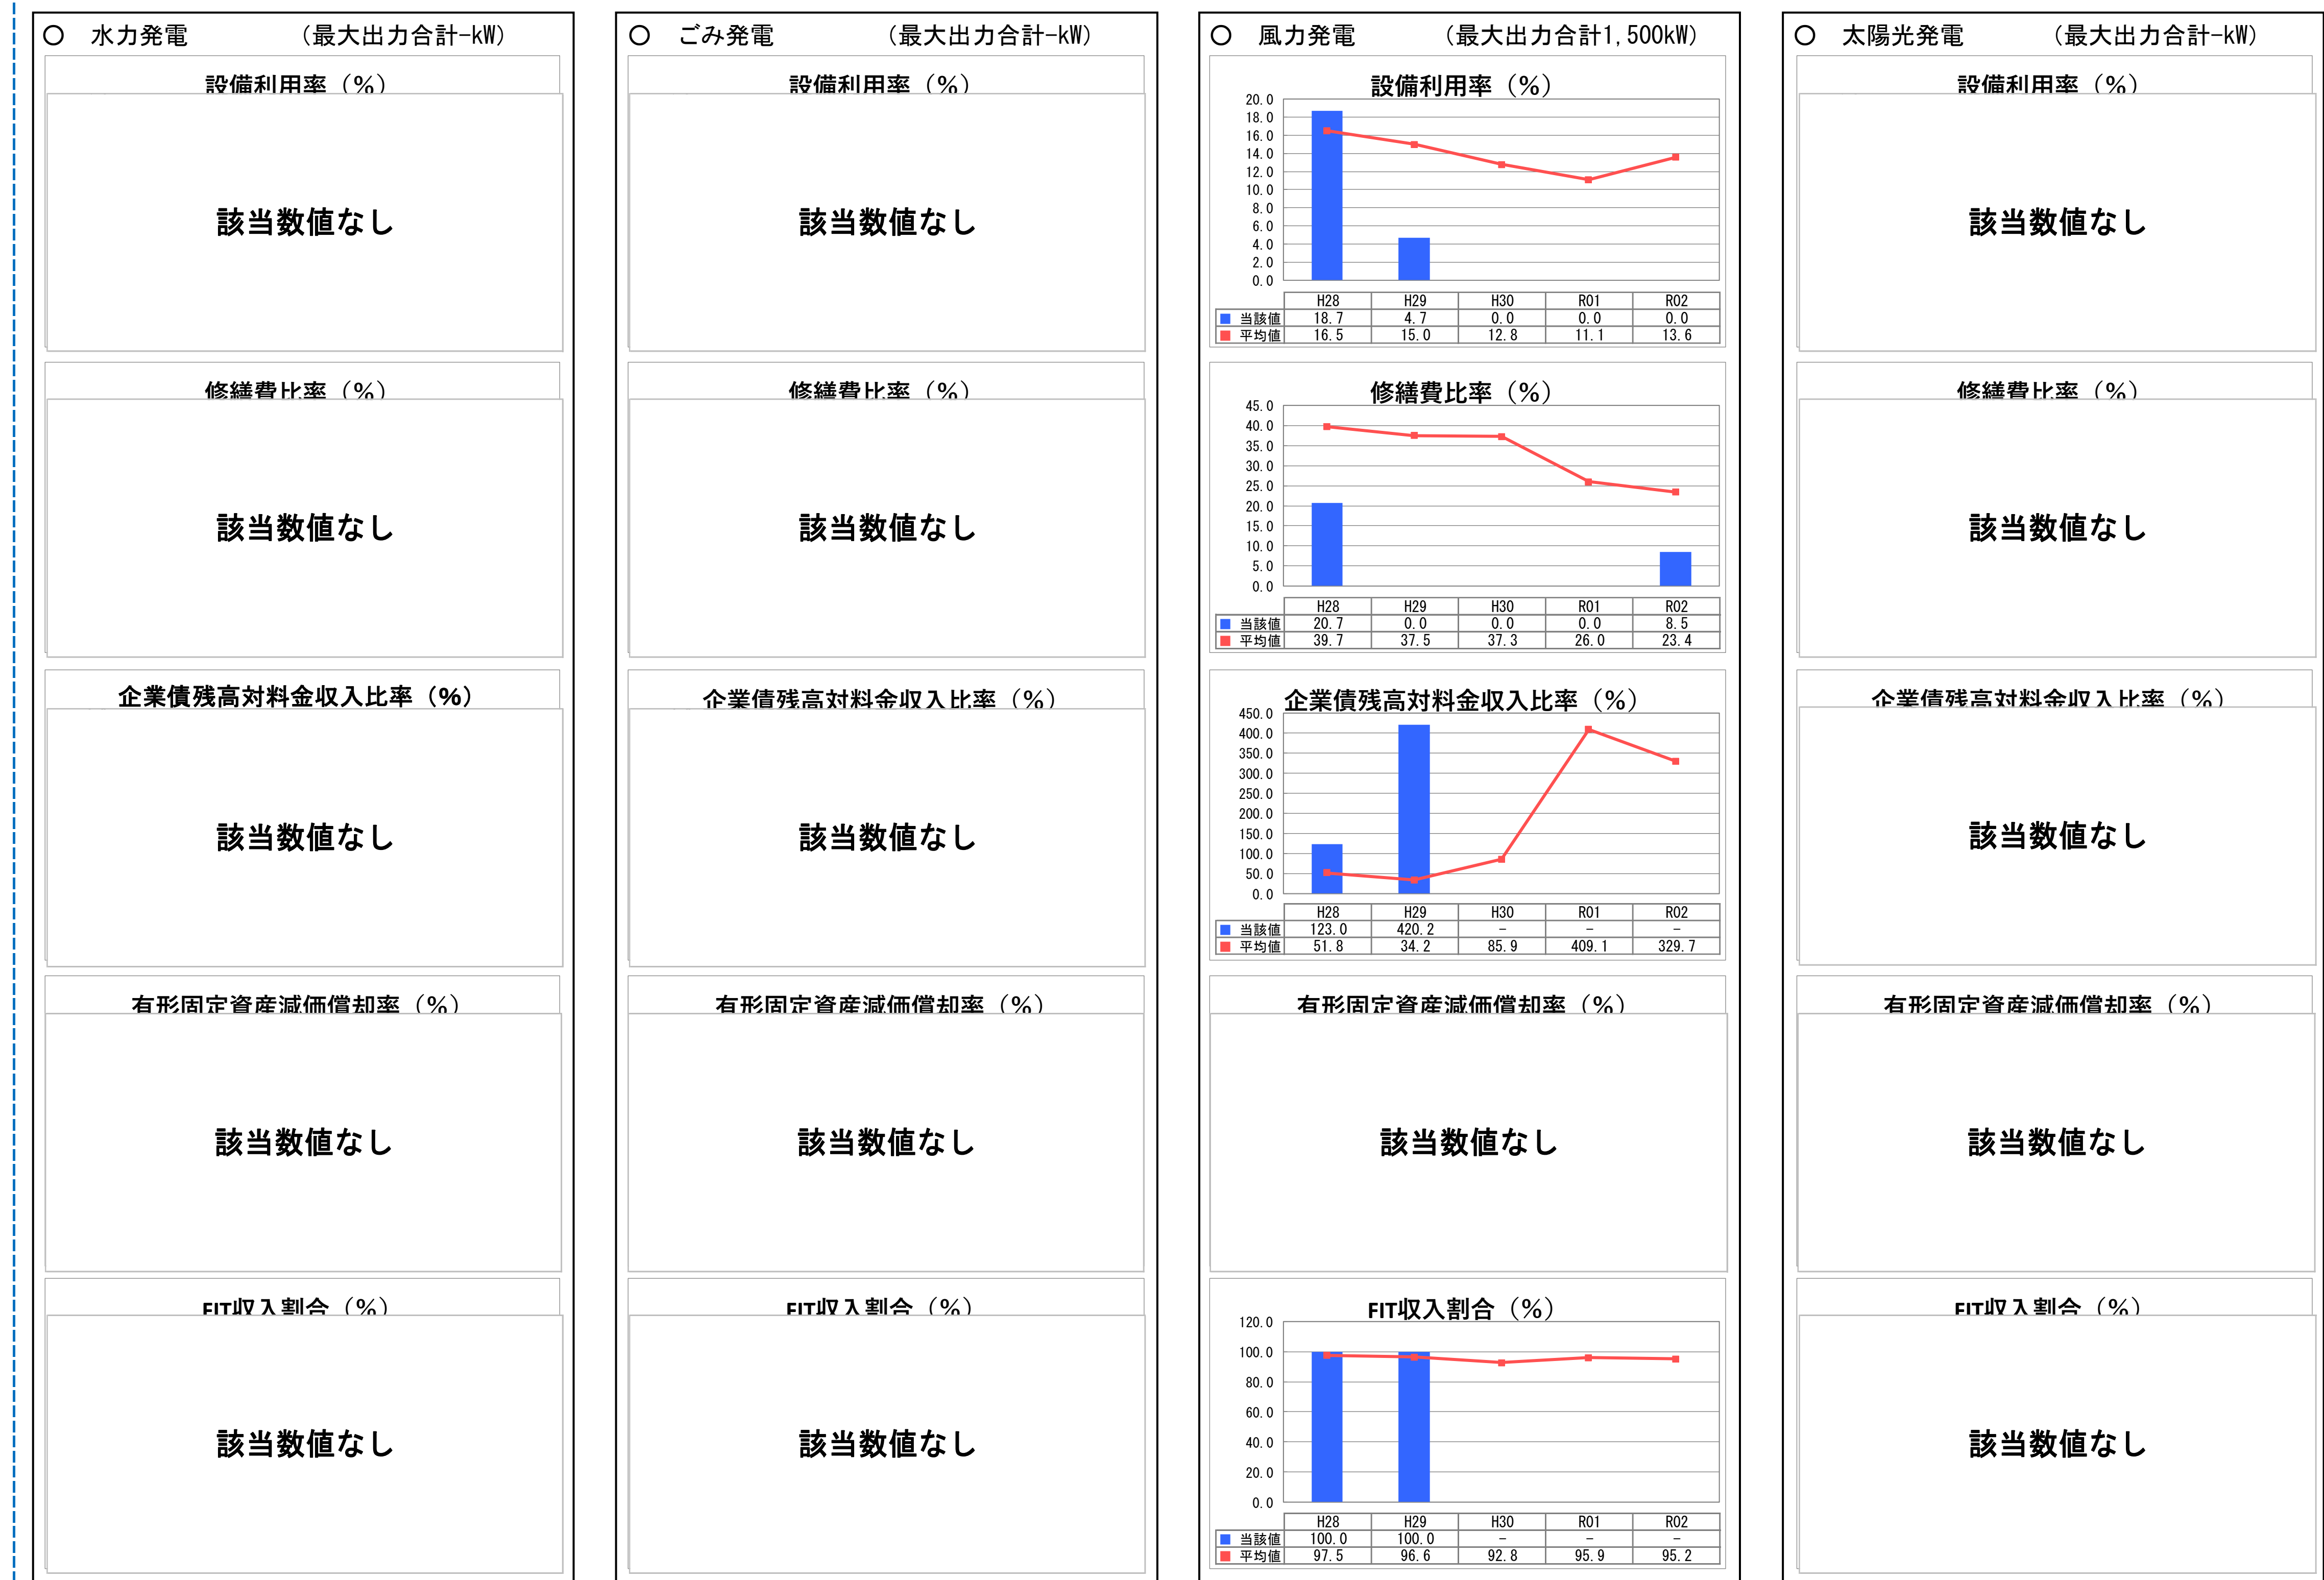 ○ 水力発電 （最大出力合計-kW）
設備利用率（%）
該当数値なし
修繕費比率（%）
該当数値なし
企業債残高対料金収入比率（%）
該当数値なし
有形固定資産減価償却率（%）
該当数値なし
FIT収入割合（%）
該当数値なし
○ ごみ発電 （最大出力合計-kW）
設備利用率（%）
該当数値なし
修繕費比率（%）
該当数値なし
企業債残高対料金収入比率（%）
該当数値なし
有形固定資産減価償却率（%）
該当数値なし
FIT収入割合（%）
該当数値なし
○ 風力発電 （最大出力合計1,500kW）
設備利用率（%）
20.0
18.0
16.0
14.0
12.0
10.0
8.0
6.0
4.0
2.0
0.0
H28 H29 H30 R01 R02
当該値 18.7 4.7 0.0 0.0 0.0
平均値 16.5 15.0 12.8 11.1 13.6
修繕費比率（%）
45.0
40.0
35.0
30.0
25.0
20.0
15.0
10.0
5.0
0.0
H28 H29 H30 R01 R02
当該値 20.7 0.0 0.0 0.0 8.5
平均値 39.7 37.5 37.3 26.0 23.4
企業債残高対料金収入比率（%）
450.0
400.0
350.0
300.0
250.0
200.0
150.0
100.0
50.0
0.0
H28 H29 H30 R01 R02
当該値 123.0 420.2 - - -
平均値 51.8 34.2 85.9 409.1 329.7
有形固定資産減価償却率（%）
該当数値なし
FIT収入割合（%）
120.0
100.0
80.0
60.0
40.0
20.0
0.0
H28 H29 H30 R01 R02
当該値 100.0 100.0 - - -
平均値 97.5 96.6 92.8 95.9 95.2
○ 太陽光発電 （最大出力合計-kW）
設備利用率（%）
該当数値なし
修繕費比率（%）
該当数値なし
企業債残高対料金収入比率（%）
該当数値なし
有形固定資産減価償却率（%）
該当数値なし
FIT収入割合（%）
該当数値なし